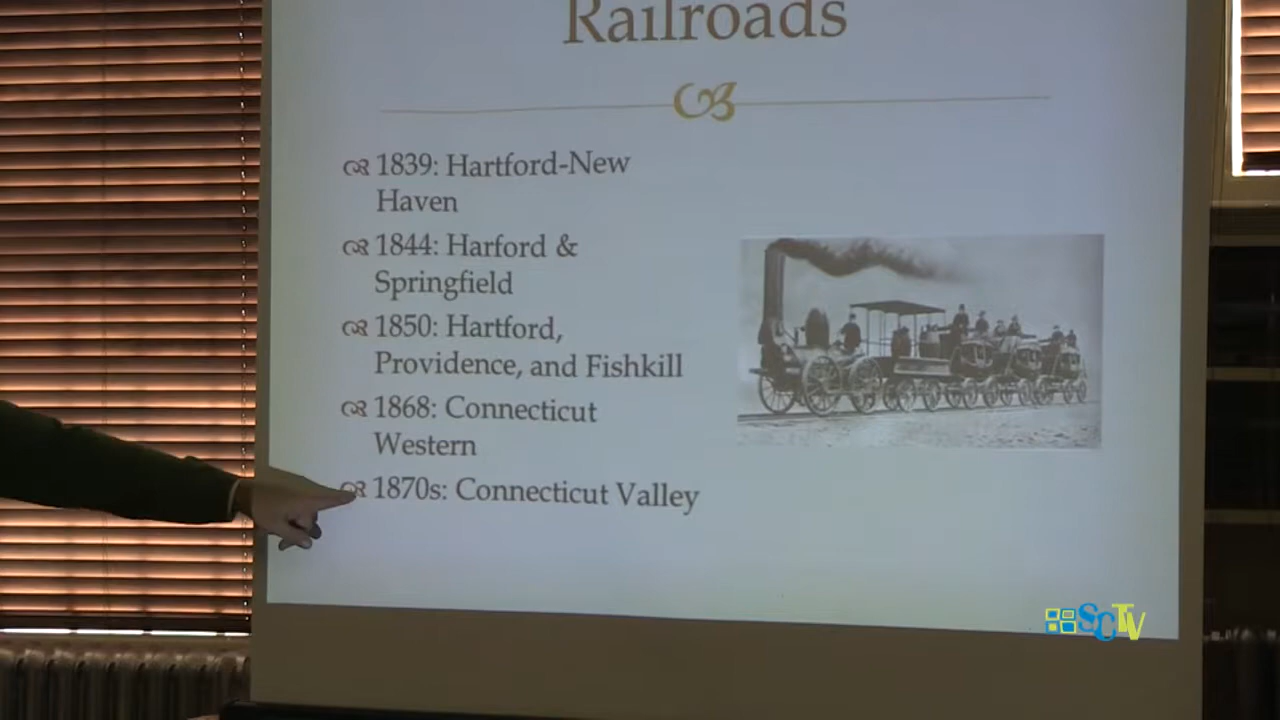 Railroads
1839: Hartford-New
Haven
1844: Harford &
Springfield
1850: Hartford,
Providence, and Fishkill
1868: Connecticut
Western
1870s: Connecticut Valley
SCTV